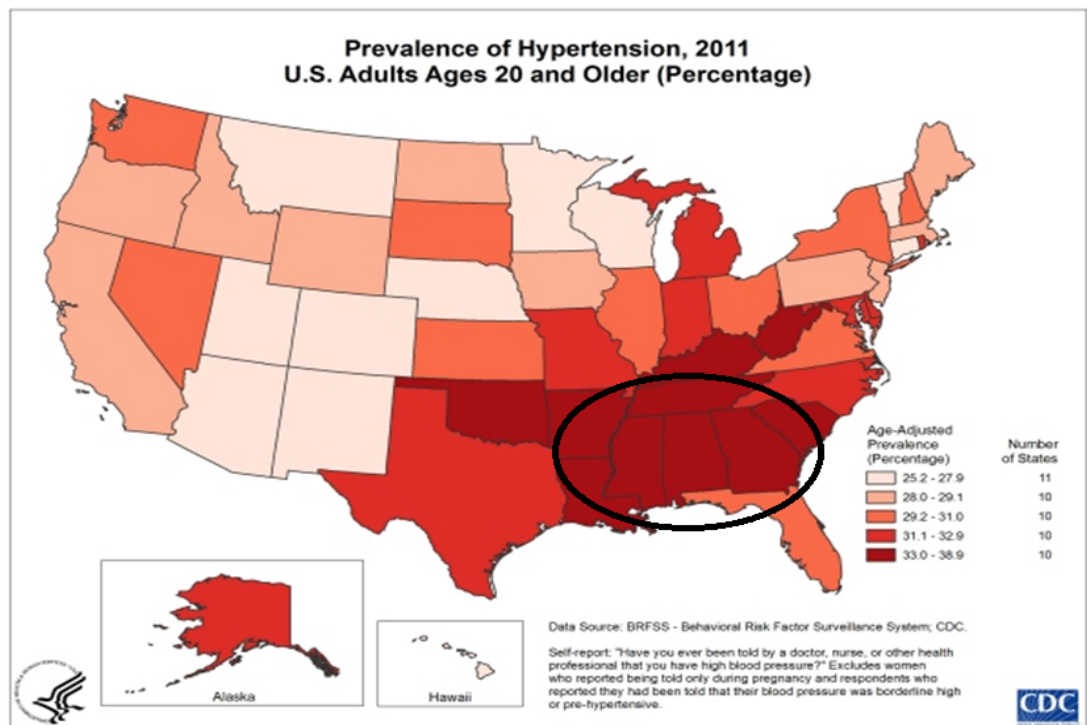 Prevalence of Hypertension, 2011
U.S. Adults Ages 20 and Older (Percentage)
Age-Adjusted
Prevalence
(Percentage)
Number
of States
25.2 - 27.9 11
28.0 - 29.1 10
29.2 - 31.0 10
31.1 - 32.9 10
33.0 - 38.9 10
Alaska
Hawaii
Data Source: BRFSS - Behavioral Risk Factor Surveillance System; CDC.
Self-report: "Have you ever been told by a doctor, nurse, or other health
professional that you have high blood pressure?" Excludes women
who reported being told only during pregnancy and respondents who
reported they had been told that their blood pressure was borderline high
or pre-hypertensive.
CDC